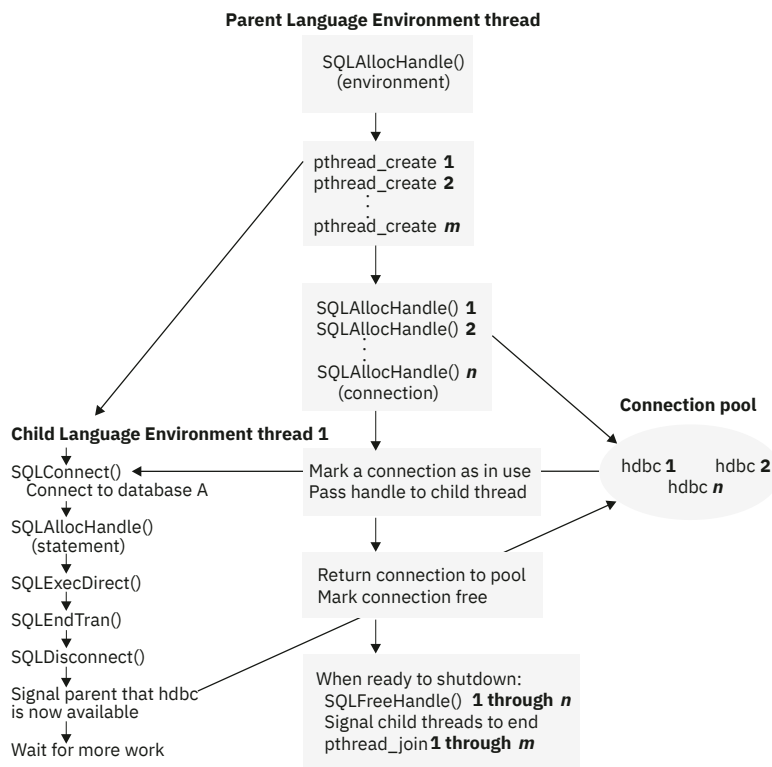 Parent Language Environment thread
SQLAllocHandle()
(environment)
pthread_create 1
pthread_create 2
pthread_create m
SQLAllocHandle() 1
SQLAllocHandle() 2
SQLAllocHandle() n
(connection)
Connection pool
hdbc 1 hdbc 2
hdbc n
Mark a connection as in use
Pass handle to child thread
Return connection to pool
Mark connection free
When ready to shutdown:
SQLFreeHandle() 1 through n
Signal child threads to end
pthread_join 1 through m
Child Language Environment thread 1
SQLConnect()
Connect to database A
SQLAllocHandle()
(statement)
SQLExecDirect()
SQLEndTran()
SQLDisconnect()
Signal parent that hdbc
is now available
Wait for more work